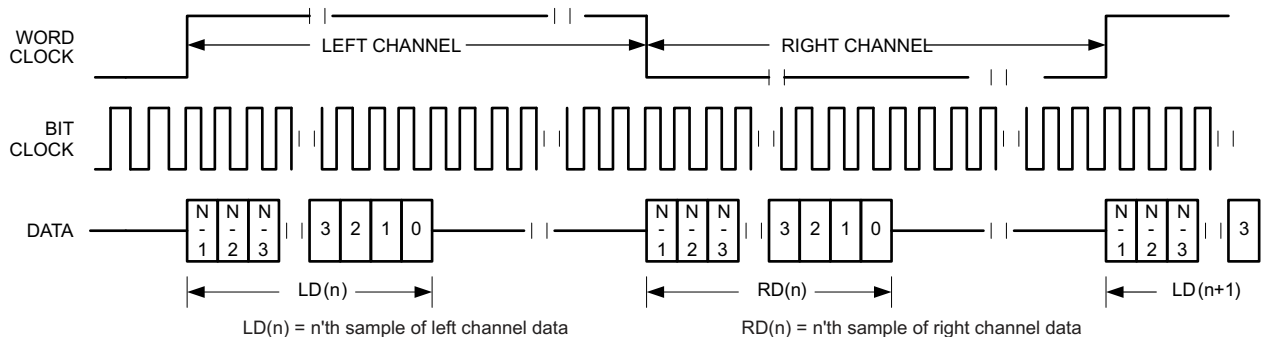 WORD CLOCK
LEFT CHANNEL
RIGHT CHANNEL
BIT CLOCK
DATA
N-1 N-2 N-3 3 2 1 0
N-1 N-2 N-3 3 2 1 0
N-1 N-2 N-3 3
LD(n)
RD(n)
LD(n+1)
LD(n) = n'th sample of left channel data
RD(n) = n'th sample of right channel data